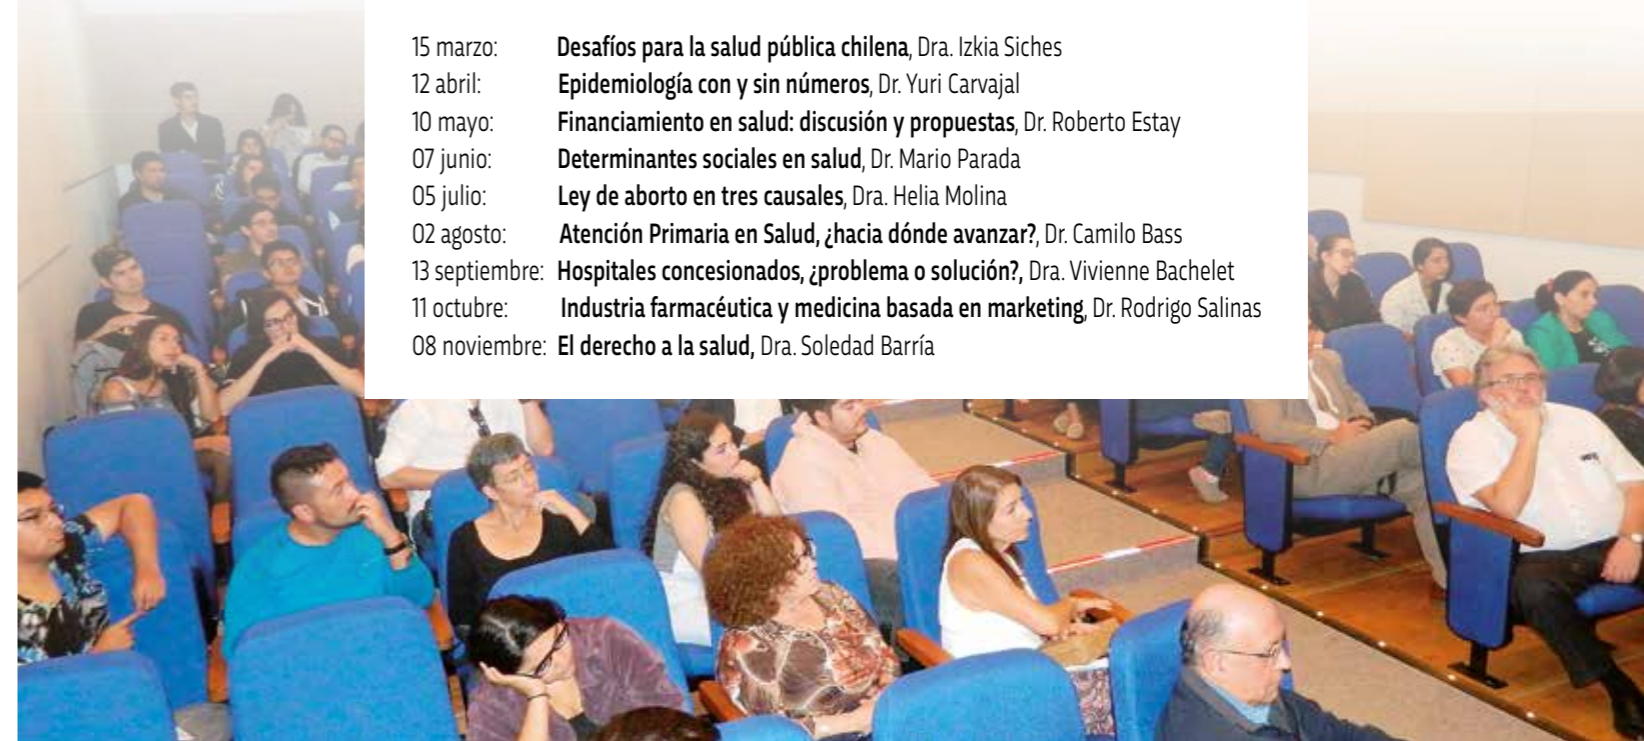 15 marzo: Desafíos para la salud pública chilena, Dra. Izkia Siches
12 abril: Epidemiología con y sin números, Dr. Yuri Carvajal
10 mayo: Financiamiento en salud: discusión y propuestas, Dr. Roberto Estay
07 junio: Determinantes sociales en salud, Dr. Mario Parada
05 julio: Ley de aborto en tres causales, Dra. Helia Molina
02 agosto: Atención Primaria en Salud, ¿hacia dónde avanzar?, Dr. Camilo Bass
13 septiembre: Hospitales concesionados, ¿problema o solución?, Dra. Vivienne Bachelet
11 octubre: Industria farmacéutica y medicina basada en marketing, Dr. Rodrigo Salinas
08 noviembre: El derecho a la salud, Dra. Soledad Barría